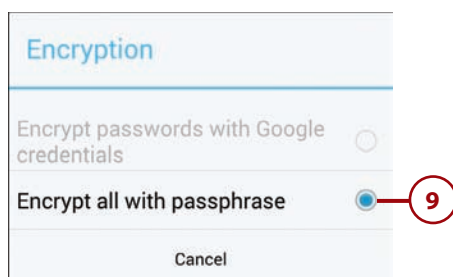 Encryption
Encrypt passwords with Google
credentials
Encrypt all with passphrase
9
Cancel